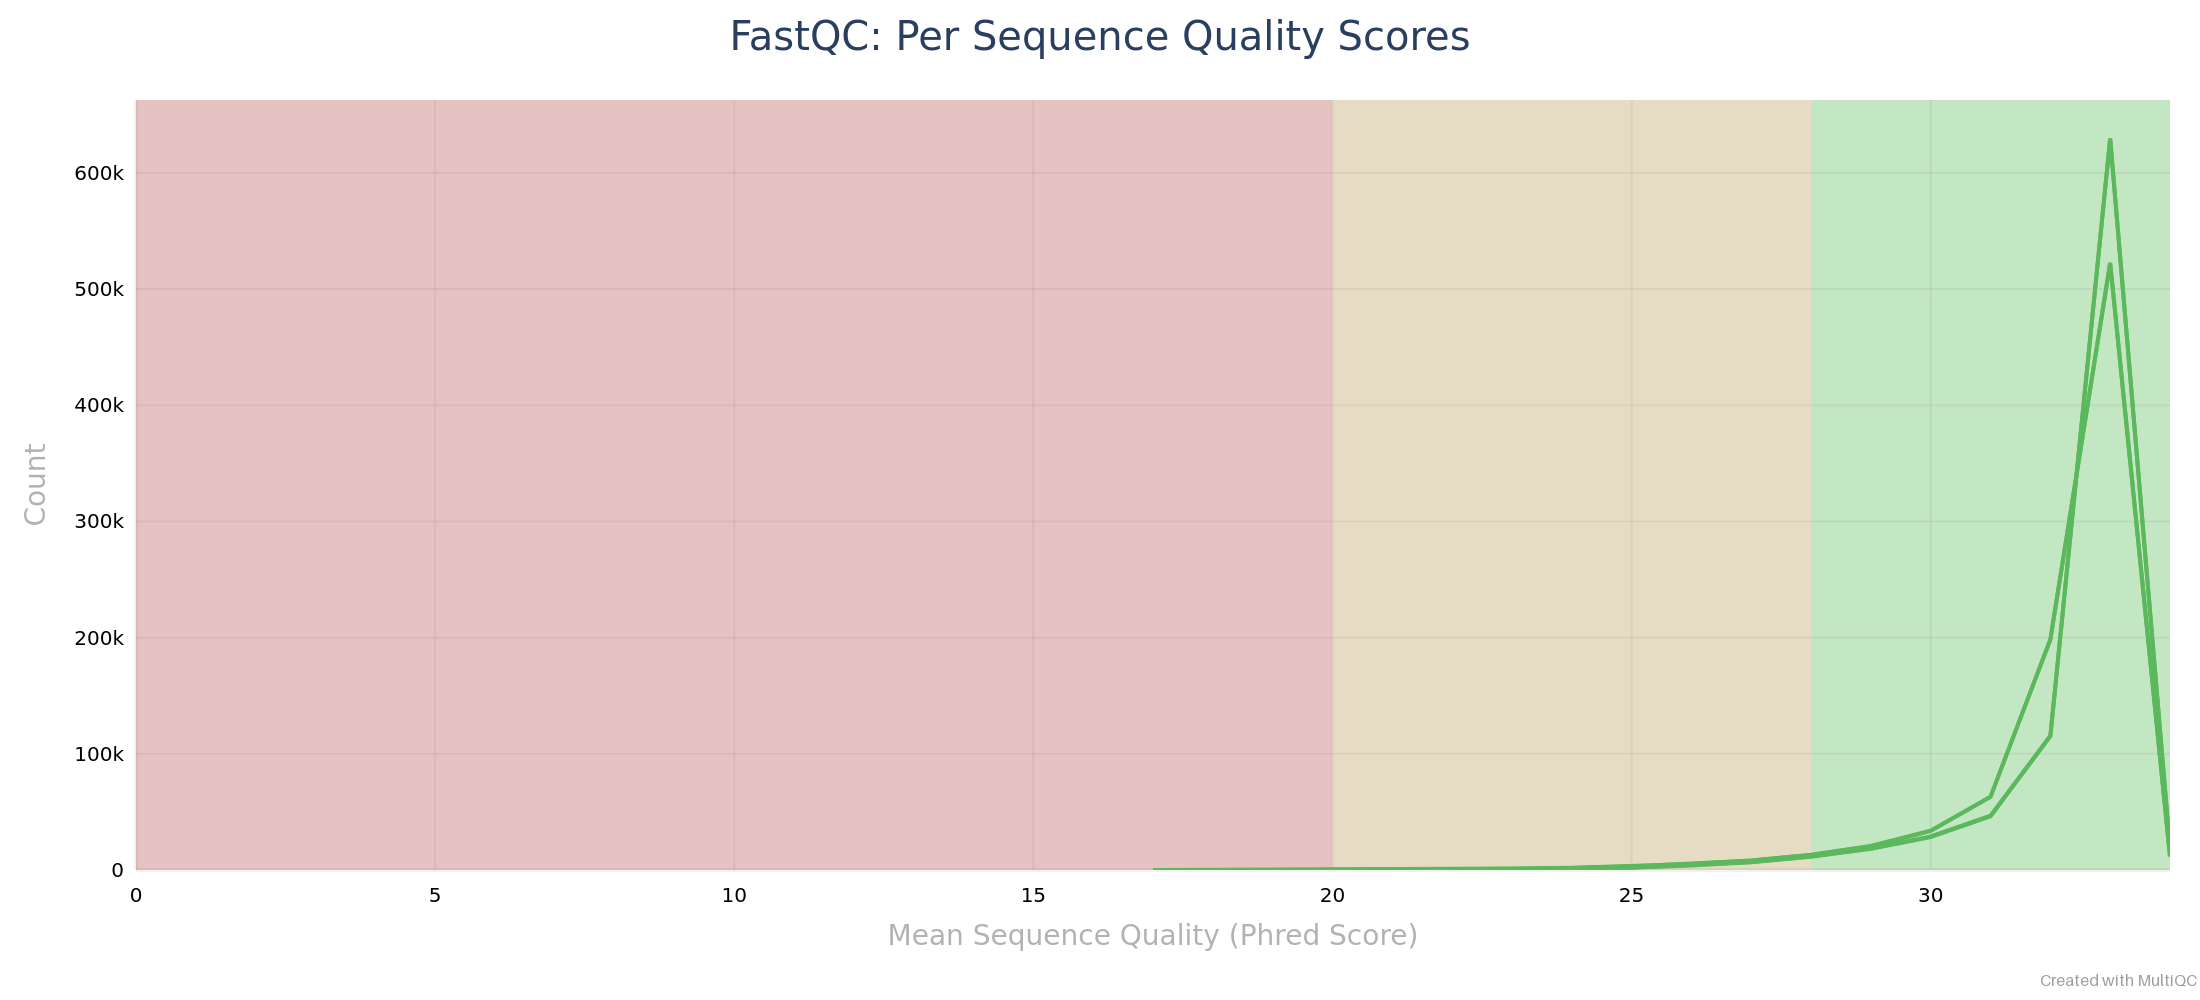 FastQC: Per Sequence Quality Scores
600k
500k
400k
300k
200k
100k
0
Count
0 5 10 15 20 25 30
Mean Sequence Quality (Phred Score)
Created with MultiQC